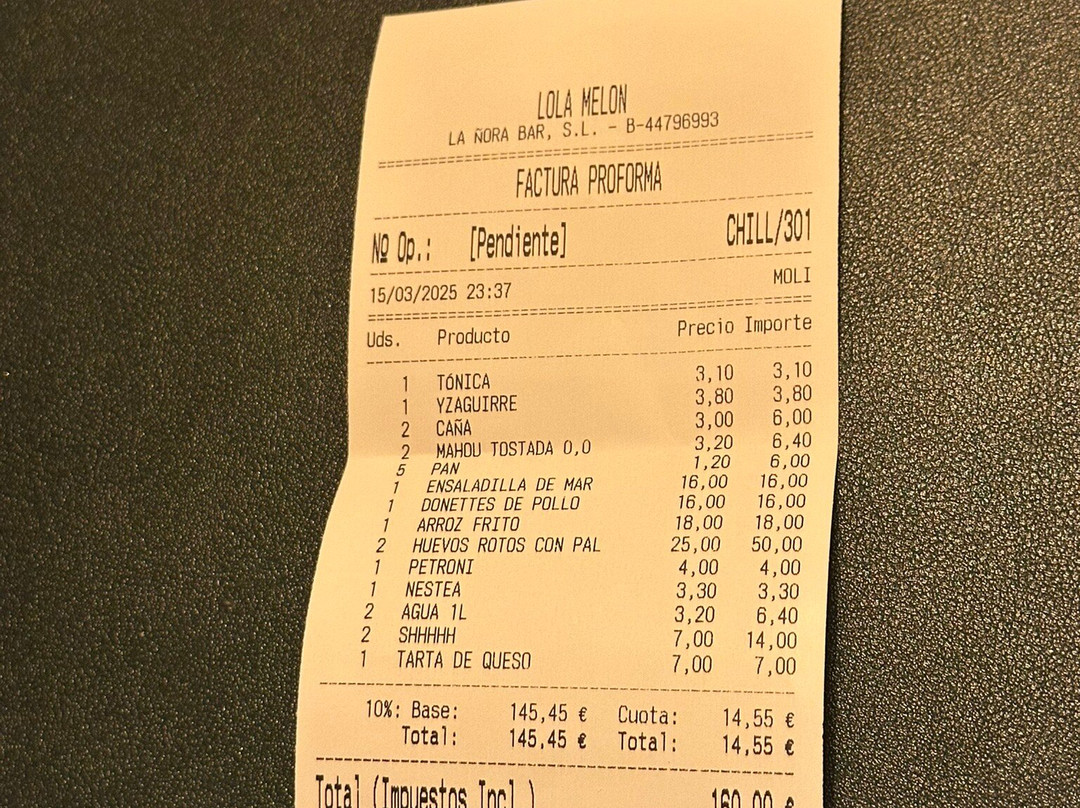 LOLA MELON
LA ÑORA BAR, S.L. - B-44796993
FACTURA PROFORMA
Nº Op.: [Pendiente] CHILL/301
15/03/2025 23:37 MOLI
Uds. Producto Precio Importe
1 TÓNICA 3,10 3,10
1 YZAGUIRRE 3,80 3,80
2 CAÑA 3,00 6,00
2 MAHOU TOSTADA 0,0 3,20 6,40
5 PAN 1,20 6,00
1 ENSALADILLA DE MAR 16,00 16,00
1 DONETTES DE POLLO 16,00 16,00
1 ARROZ FRITO 18,00 18,00
2 HUEVOS ROTOS CON PAL 25,00 50,00
1 PETRONI 4,00 4,00
1 NESTEA 3,30 3,30
2 AGUA 1L 3,20 6,40
2 SHHHHH 7,00 14,00
1 TARTA DE QUESO 7,00 7,00
10%: Base: 145,45 € Cuota: 14,55 €
Total: 145,45 € Total: 14,55 €
Total (Impuestos Incl.) 160,00 €